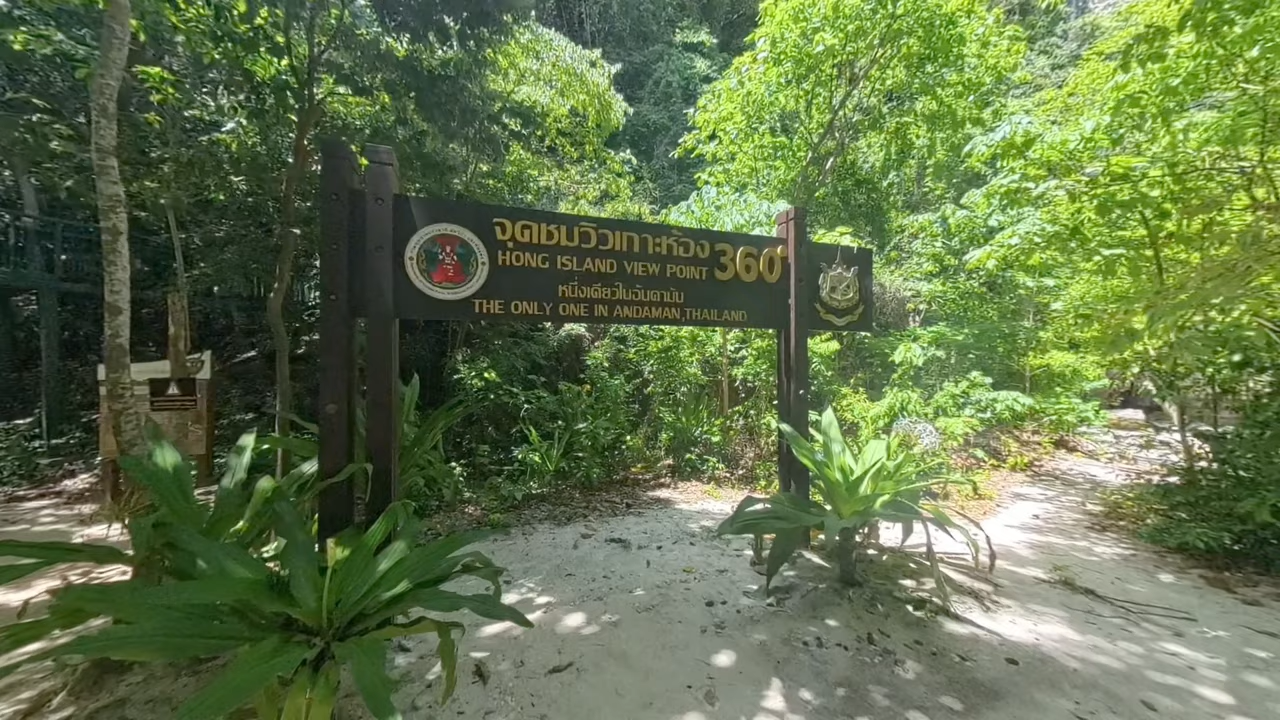 จุดชมวิวเกาะห้อง 360°
HONG ISLAND VIEW POINT
หนึ่งเดียวในอันดามัน
THE ONLY ONE IN ANDAMAN,THAILAND